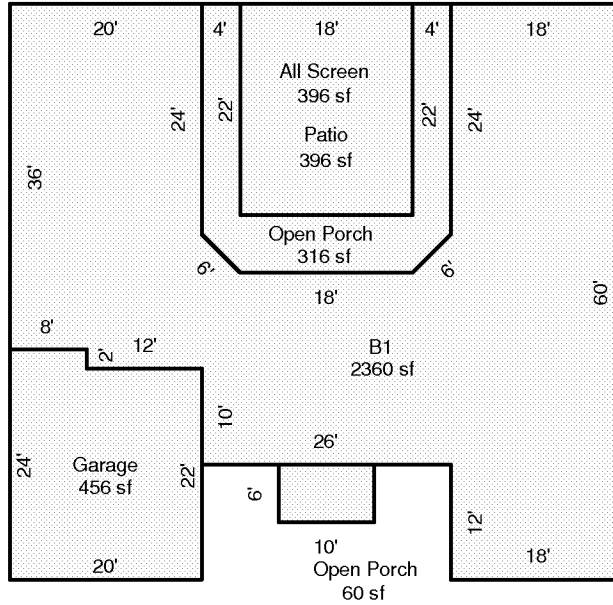 20'
4'
18'
4'
18'
All Screen
396 sf
24'
22'
22'
24'
Patio
396 sf
36'
Open Porch
316 sf
6'
6'
18'
60'
8'
12'
2'
B1
2360 sf
10'
26'
Garage
456 sf
24'
22'
6'
12'
10'
20'
18'
Open Porch
60 sf